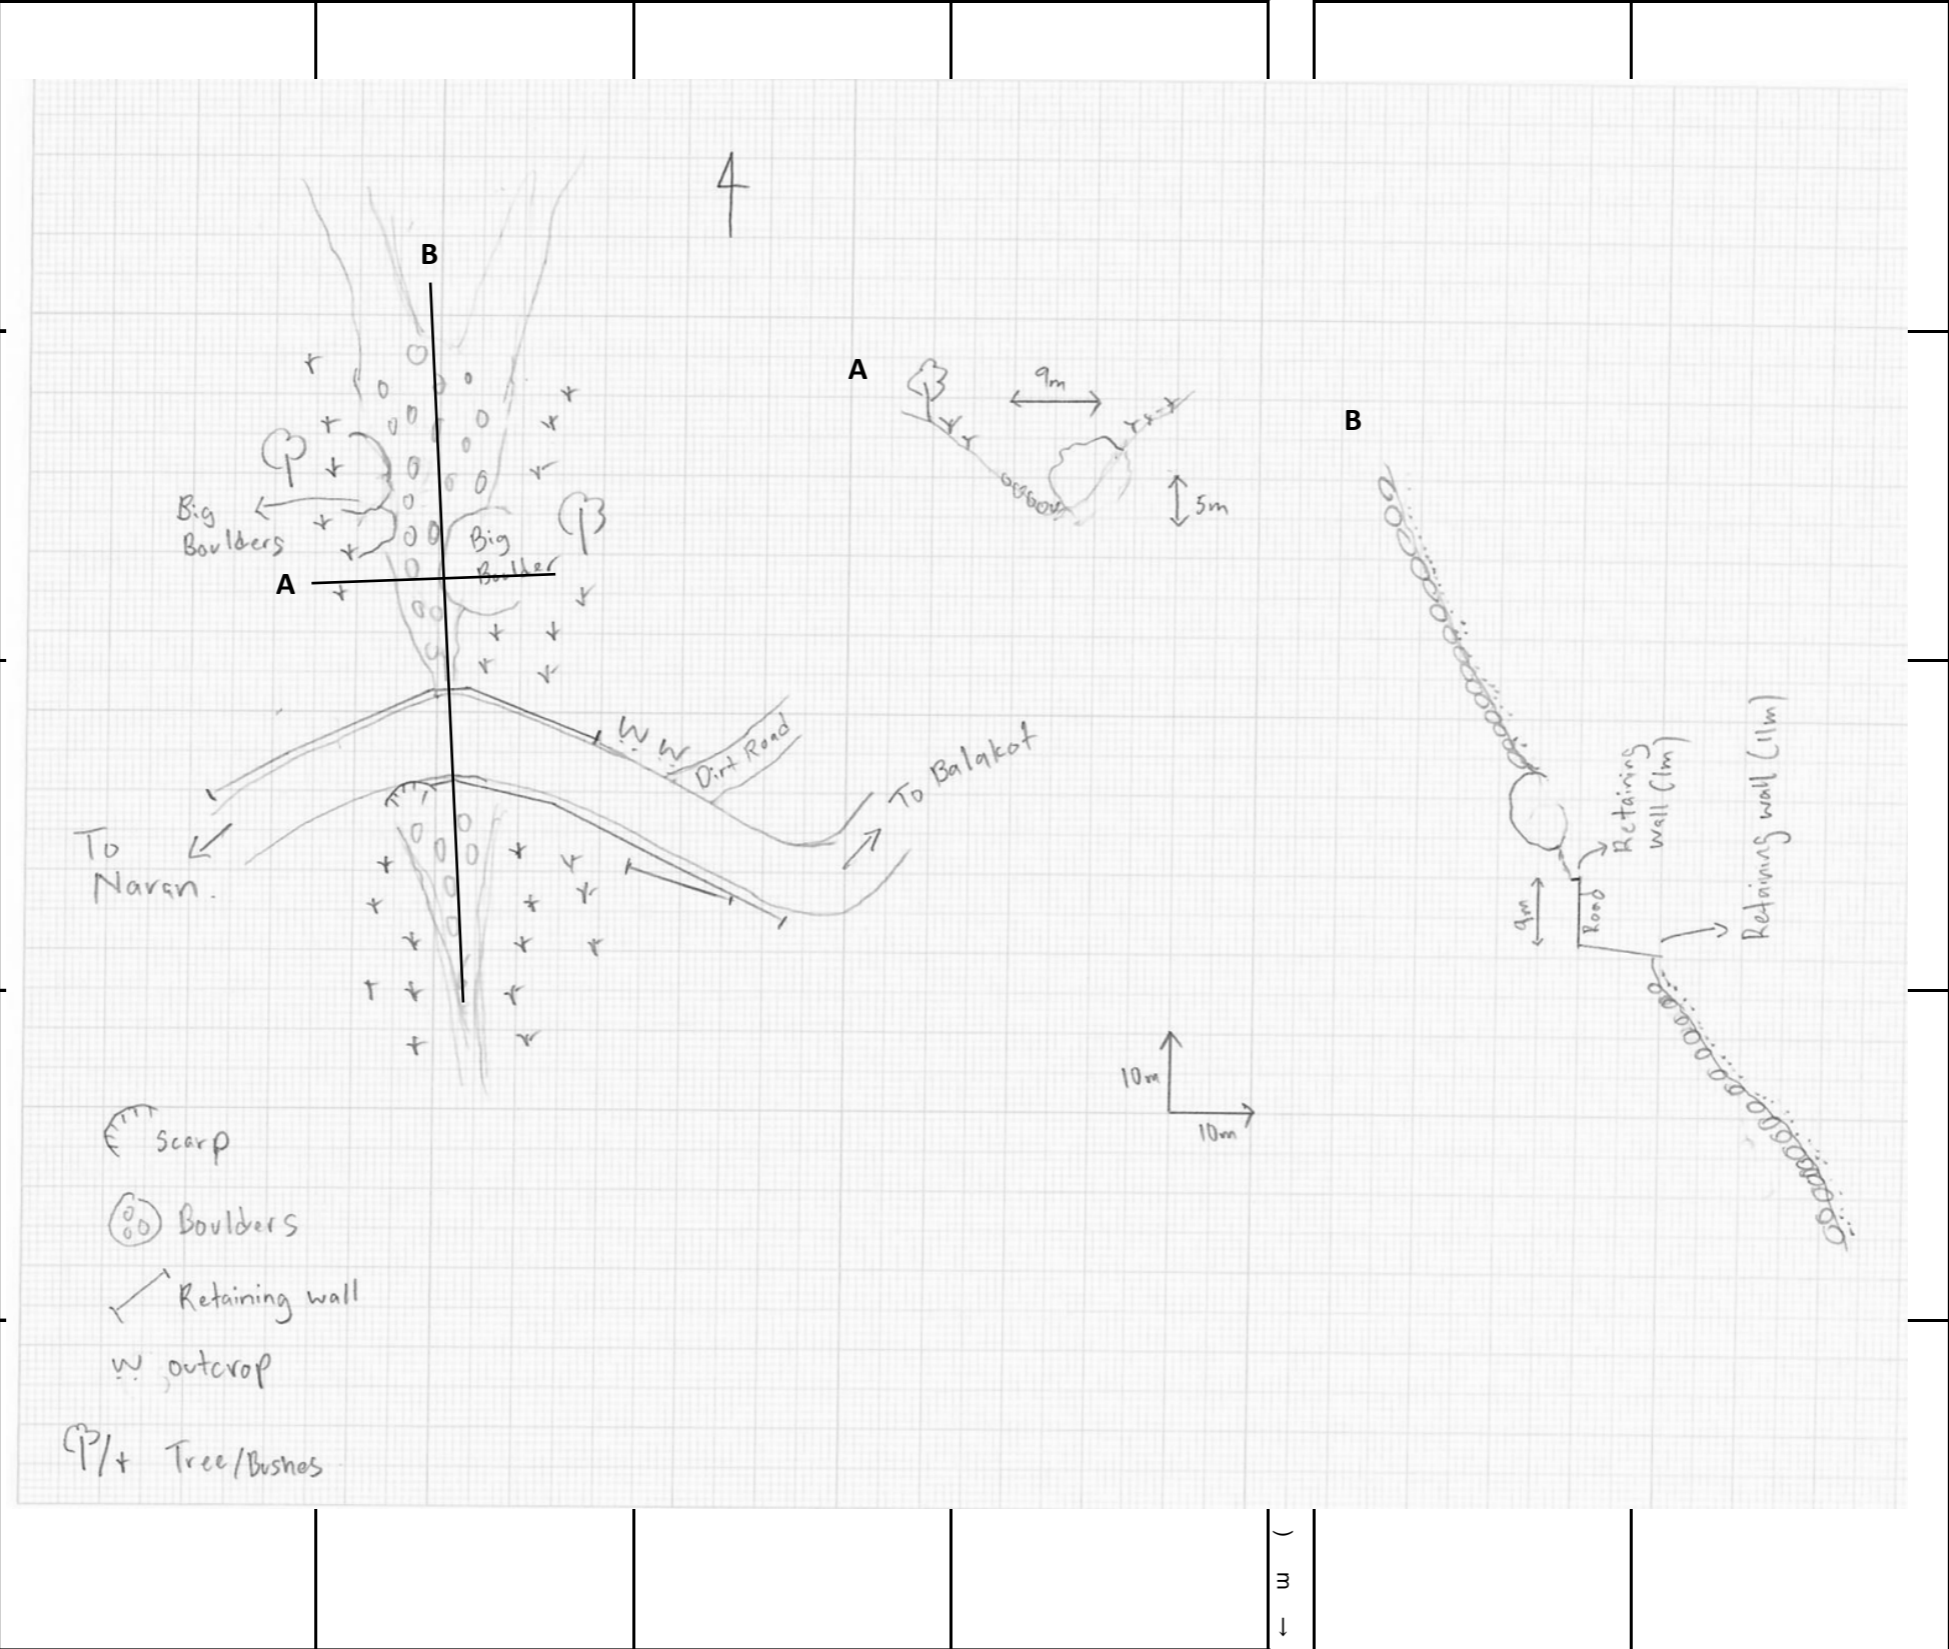 B
A
9m
5m
B
Big
Boulders
Big
Boulder
A
Dirt Road
To Balakot
To
Naran.
Retaining
wall (1m)
Retaining wall (11m)
9m
Road
10m
10m
scarp
Boulders
Retaining wall
outcrop
Tree/Bushes
) m →